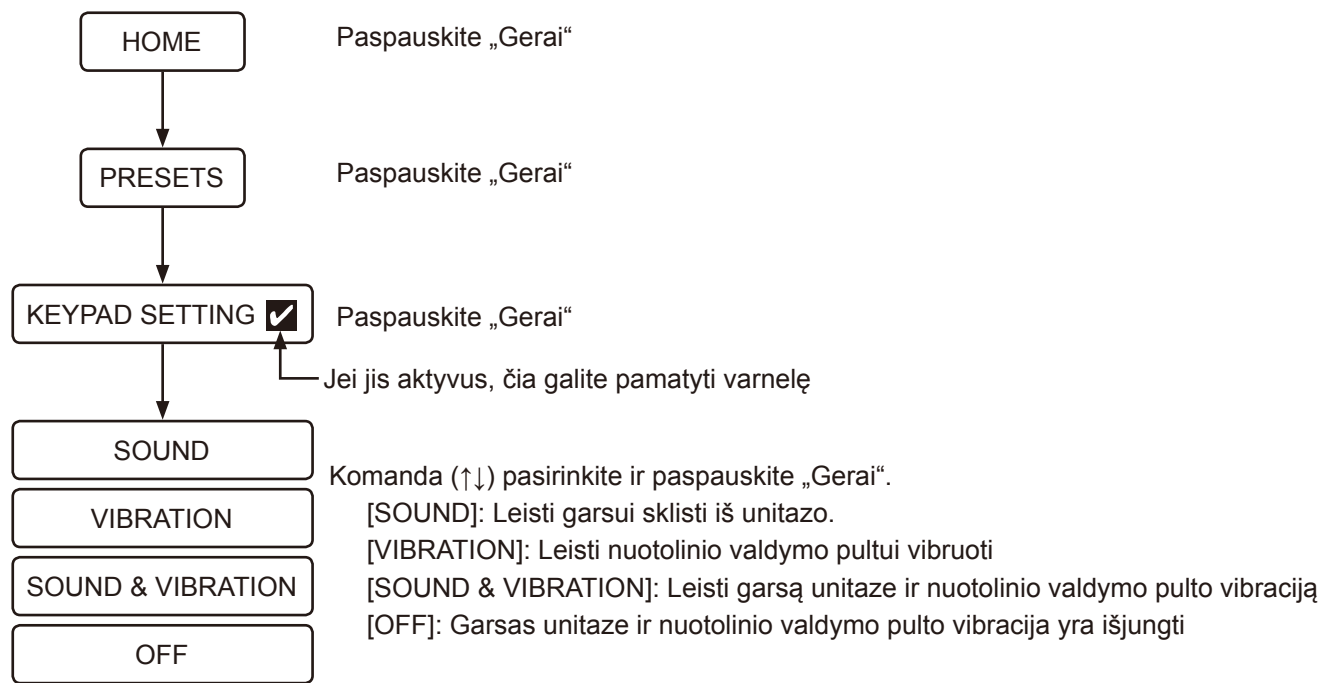 HOME
Paspauskite „Gerai“
PRESETS
Paspauskite „Gerai“
KEYPAD SETTING ✔
Paspauskite „Gerai“
Jei jis aktyvus, čia galite pamatyti varnelę
SOUND
VIBRATION
SOUND & VIBRATION
OFF
Komanda (↑↓) pasirinkite ir paspauskite „Gerai“.
[SOUND]: Leisti garsui sklisti iš unitazo.
[VIBRATION]: Leisti nuotolinio valdymo pultui vibruoti
[SOUND & VIBRATION]: Leisti garsą unitaze ir nuotolinio valdymo pulto vibraciją
[OFF]: Garsas unitaze ir nuotolinio valdymo pulto vibracija yra išjungti